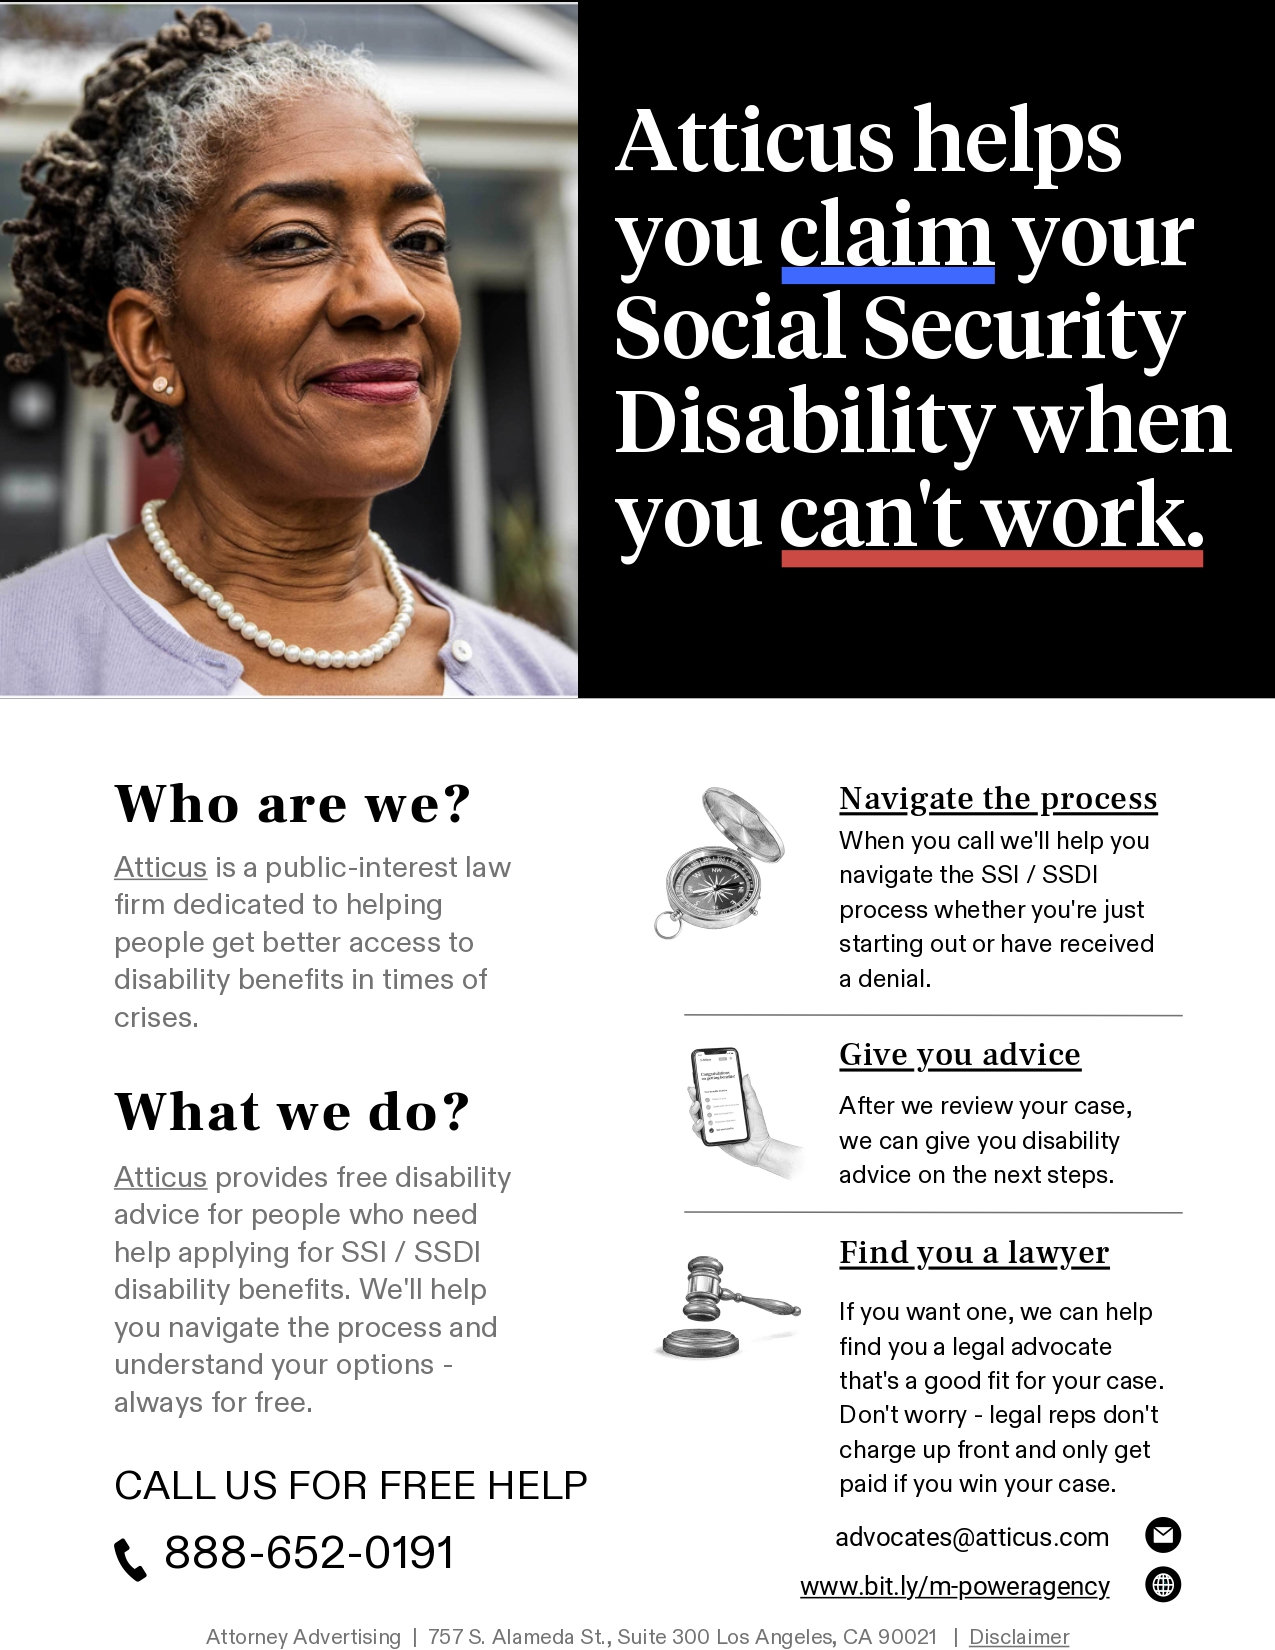 Atticus helps
you claim your
Social Security
Disability when
you can't work.
Who are we?
Atticus is a public-interest law
firm dedicated to helping
people get better access to
disability benefits in times of
crises.
What we do?
Atticus provides free disability
advice for people who need
help applying for SSI / SSDI
disability benefits. We'll help
you navigate the process and
understand your options -
always for free.
CALL US FOR FREE HELP
888-652-0191
Navigate the process
When you call we'll help you
navigate the SSI / SSDI
process whether you're just
starting out or have received
a denial.
Give you advice
After we review your case,
we can give you disability
advice on the next steps.
Find you a lawyer
If you want one, we can help
find you a legal advocate
that's a good fit for your case.
Don't worry - legal reps don't
charge up front and only get
paid if you win your case.
advocates@atticus.com
www.bit.ly/m-poweragency
Attorney Advertising | 757 S. Alameda St., Suite 300 Los Angeles, CA 90021 | Disclaimer